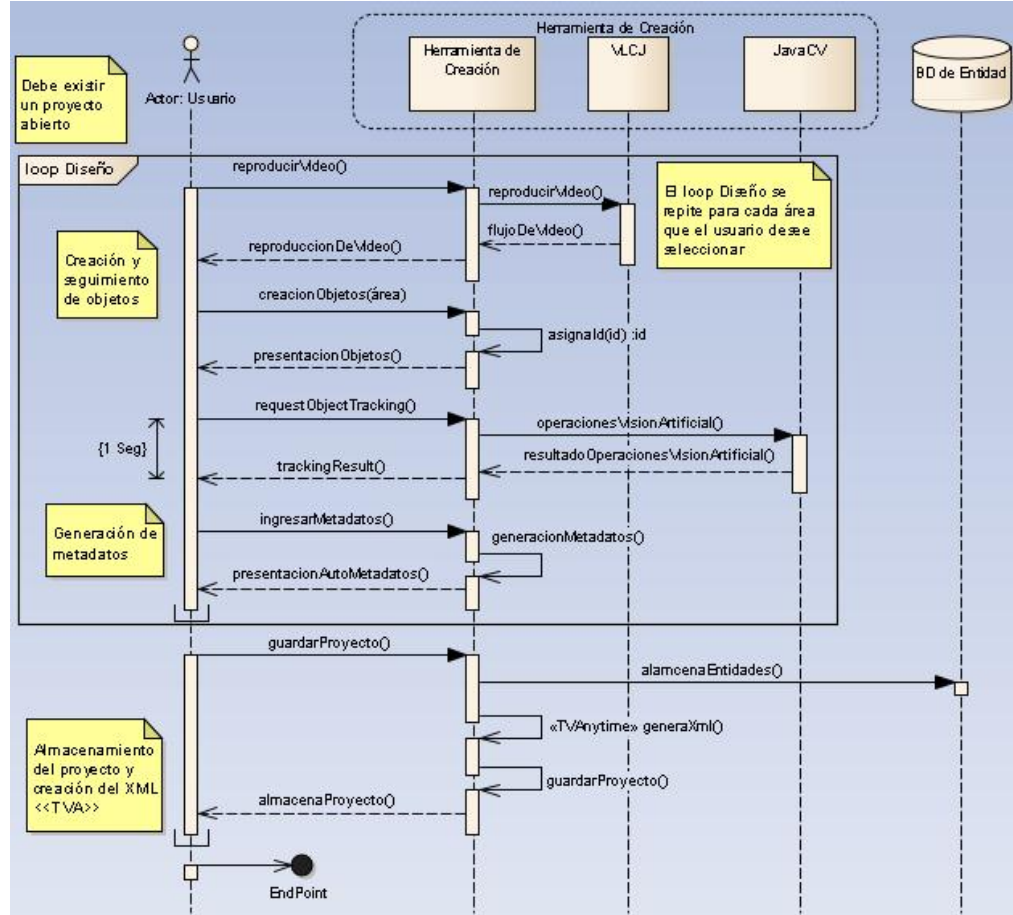 Herramienta de Creación
Debe existir
un proyecto
abierto
Actor: Usuario
Herramienta de
Creación
VLCJ
JavaCV
BD de Entidad
loop Diseño
reproducirVideo()
El loop Diseño se
repite para cada área
que el usuario desee
seleccionar
reproducirVideo()
flujoDeVideo()
reproduccionDeVideo()
Creación y
seguimiento
de objetos
creacionObjetos(área)
asignaId(id) :id
presentacionObjetos()
requestObjectTracking()
operacionesVisionArtificial()
{1 Seg}
resultadoOperacionesVisionArtificial()
trackingResult()
Generación de
metadatos
ingresarMetadatos()
generacionMetadatos()
presentacionAutoMetadatos()
guardarProyecto()
alamcenaEntidades()
Almacenamiento
del proyecto y
creación del XML
<<TVA>>
«TVAnytime» generaXml()
guardarProyecto()
almacenaProyecto()
EndPoint